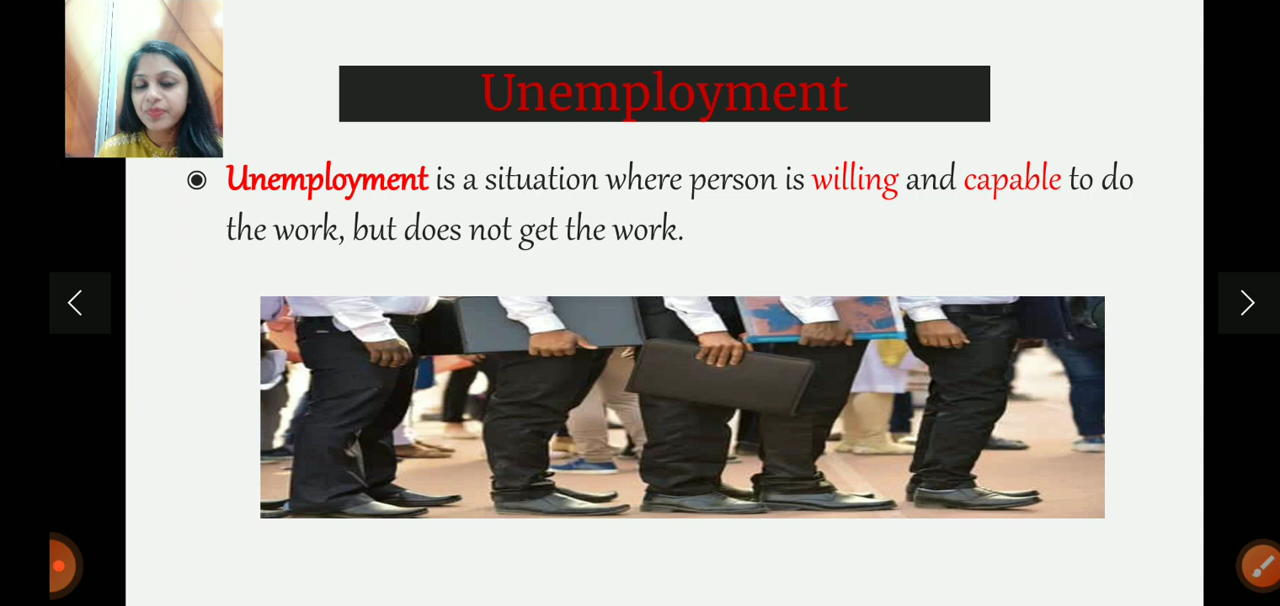 Unemployment
Unemployment is a situation where person is willing and capable to do
the work, but does not get the work.